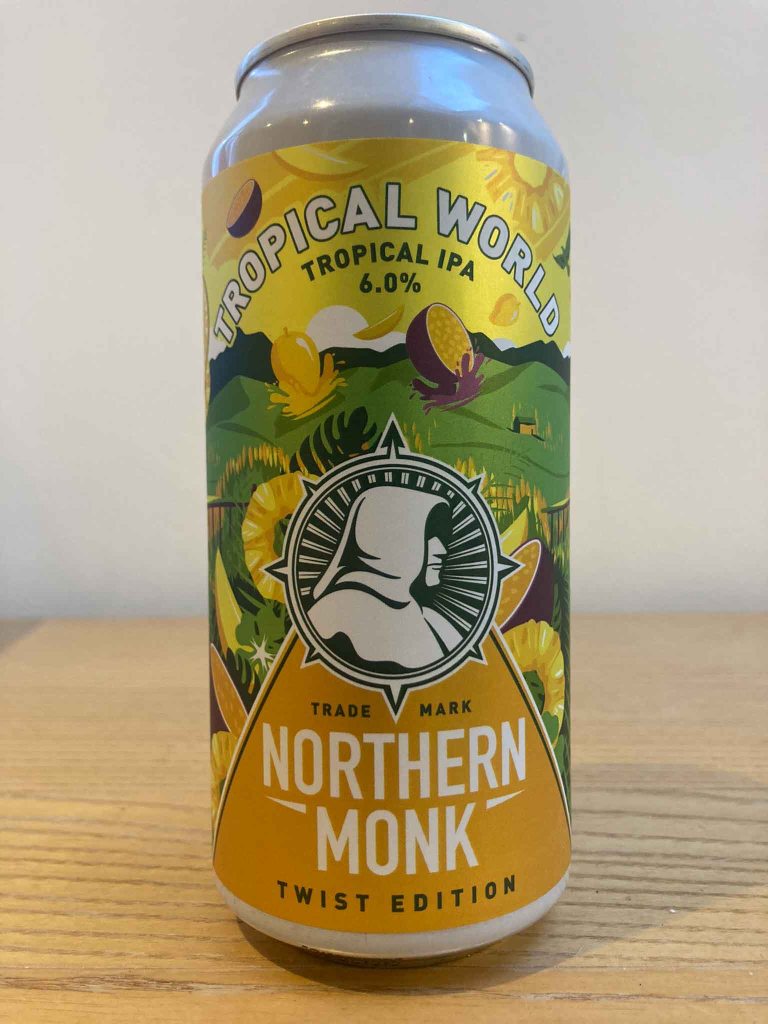 TROPICAL WORLD
TROPICAL IPA
6.0%
TRADE MARK
NORTHERN
MONK
TWIST EDITION